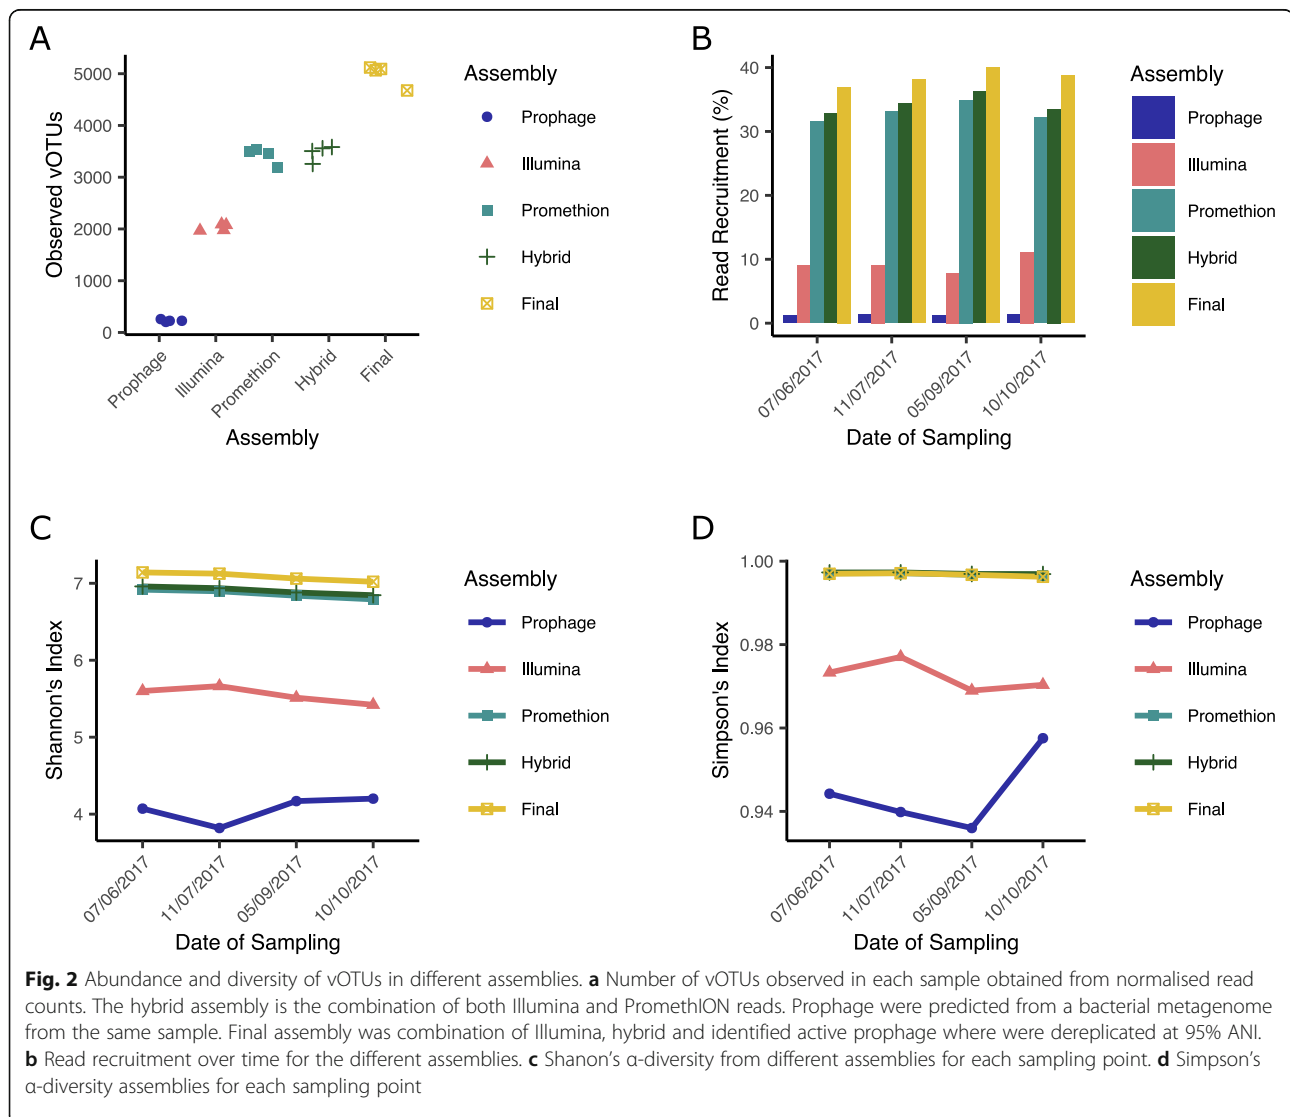 A
Observed vOTUs
5000
4000
3000
2000
1000
0
Prophage
Illumina
Promethion
Hybrid
Final
Assembly
Assembly
Prophage
Illumina
Promethion
Hybrid
Final
B
Read Recruitment (%)
40
30
20
10
0
07/06/2017
11/07/2017
05/09/2017
10/10/2017
Date of Sampling
Assembly
Prophage
Illumina
Promethion
Hybrid
Final
C
Shannon's Index
7
6
5
4
07/06/2017
11/07/2017
05/09/2017
10/10/2017
Date of Sampling
Assembly
Prophage
Illumina
Promethion
Hybrid
Final
D
Simpson's Index
1.00
0.98
0.96
0.94
07/06/2017
11/07/2017
05/09/2017
10/10/2017
Date of Sampling
Assembly
Prophage
Illumina
Promethion
Hybrid
Final
Fig. 2 Abundance and diversity of vOTUs in different assemblies. a Number of vOTUs observed in each sample obtained from normalised read
counts. The hybrid assembly is the combination of both Illumina and PromethION reads. Prophage were predicted from a bacterial metagenome
from the same sample. Final assembly was combination of Illumina, hybrid and identified active prophage where were dereplicated at 95% ANI.
b Read recruitment over time for the different assemblies. c Shanon's α-diversity from different assemblies for each sampling point. d Simpson's
α-diversity assemblies for each sampling point